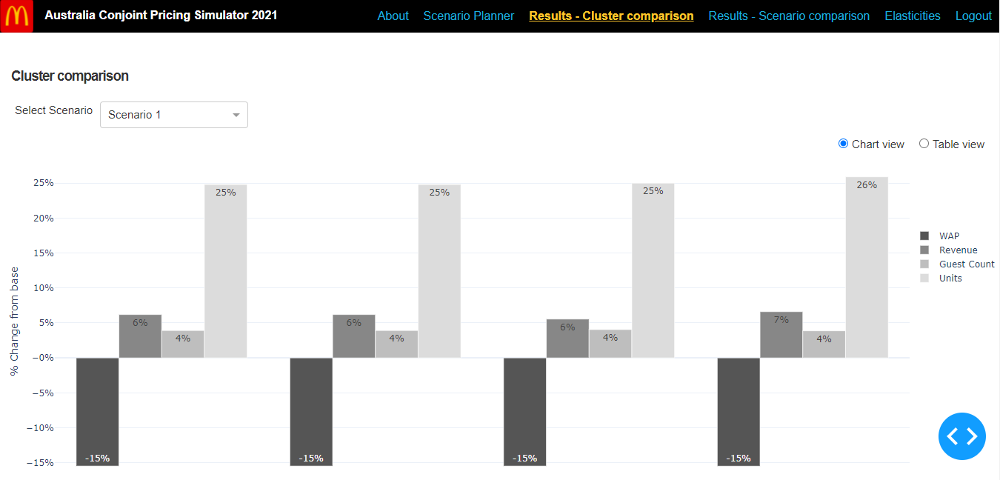 Australia Conjoint Pricing Simulator 2021 About Scenario Planner Results - Cluster comparison Results - Scenario comparison Elasticities Logout
Cluster comparison
Select Scenario Scenario 1
Chart view Table view
% Change from base
25%
20%
15%
10%
5%
−0%
−5%
−10%
−15%
-15% 6% 4% 25%
-15% 6% 4% 25%
-15% 6% 4% 25%
-15% 7% 4% 26%
WAP
Revenue
Guest Count
Units